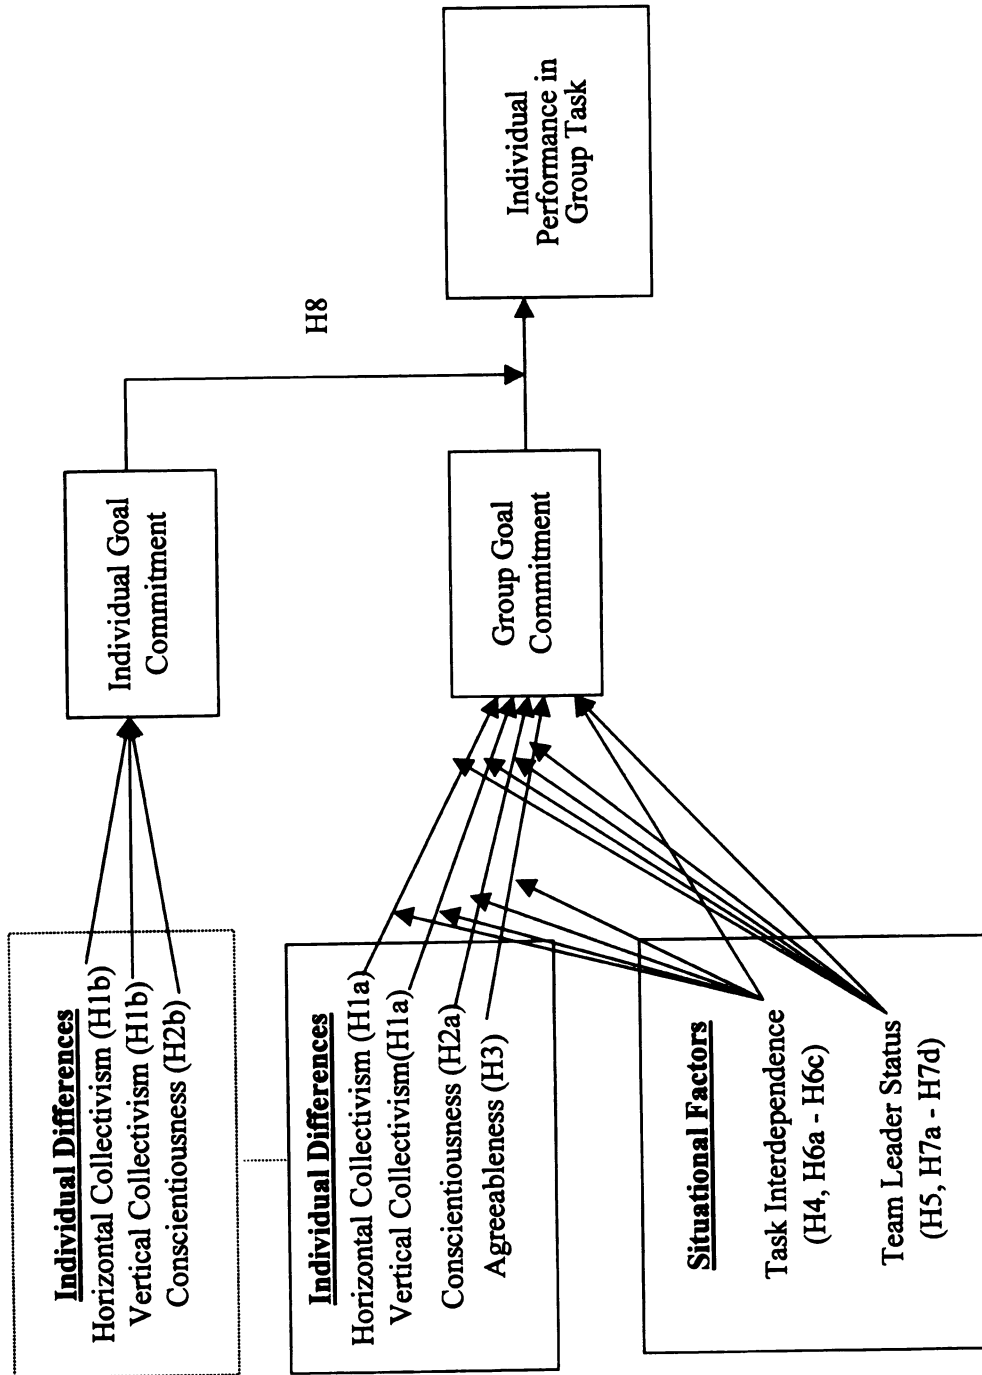 Individual Differences
Horizontal Collectivism (H1b)
Vertical Collectivism (H1b)
Conscientiousness (H2b)
Individual Goal
Commitment
H8
Individual Differences
Horizontal Collectivism (H1a)
Vertical Collectivism(H1a)
Conscientiousness (H2a)
Agreeableness (H3)
Group Goal
Commitment
Individual
Performance in
Group Task
Situational Factors
Task Interdependence
(H4, H6a - H6c)
Team Leader Status
(H5, H7a - H7d)